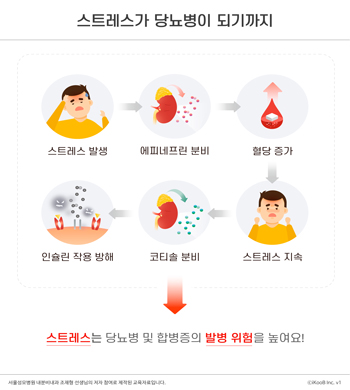 스트레스가 당뇨병이 되기까지
스트레스 발생
에피네프린 분비
혈당 증가
인슐린 작용 방해
코티솔 분비
스트레스 지속
스트레스는 당뇨병 및 합병증의 발병 위험을 높여요!
서울성모병원 내분비내과 조재형 선생님의 저자 참여로 제작된 교육자료입니다.
ⓒiKooB Inc. v1